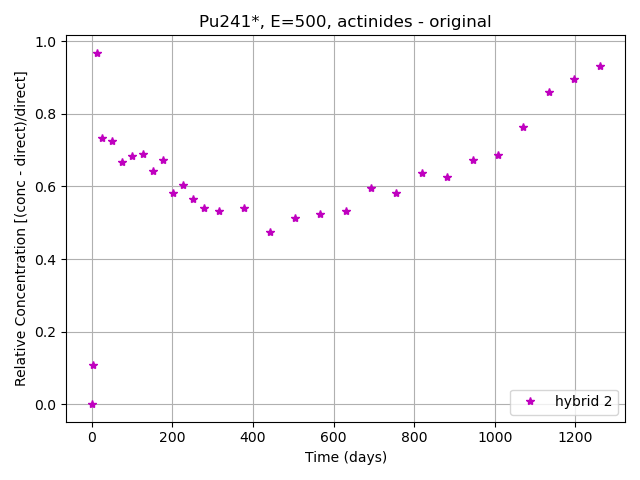 Pu241*, E=500, actinides - original
Relative Concentration [(conc - direct)/direct]
1.0
0.8
0.6
0.4
0.2
0.0
hybrid 2
0 200 400 600 800 1000 1200
Time (days)